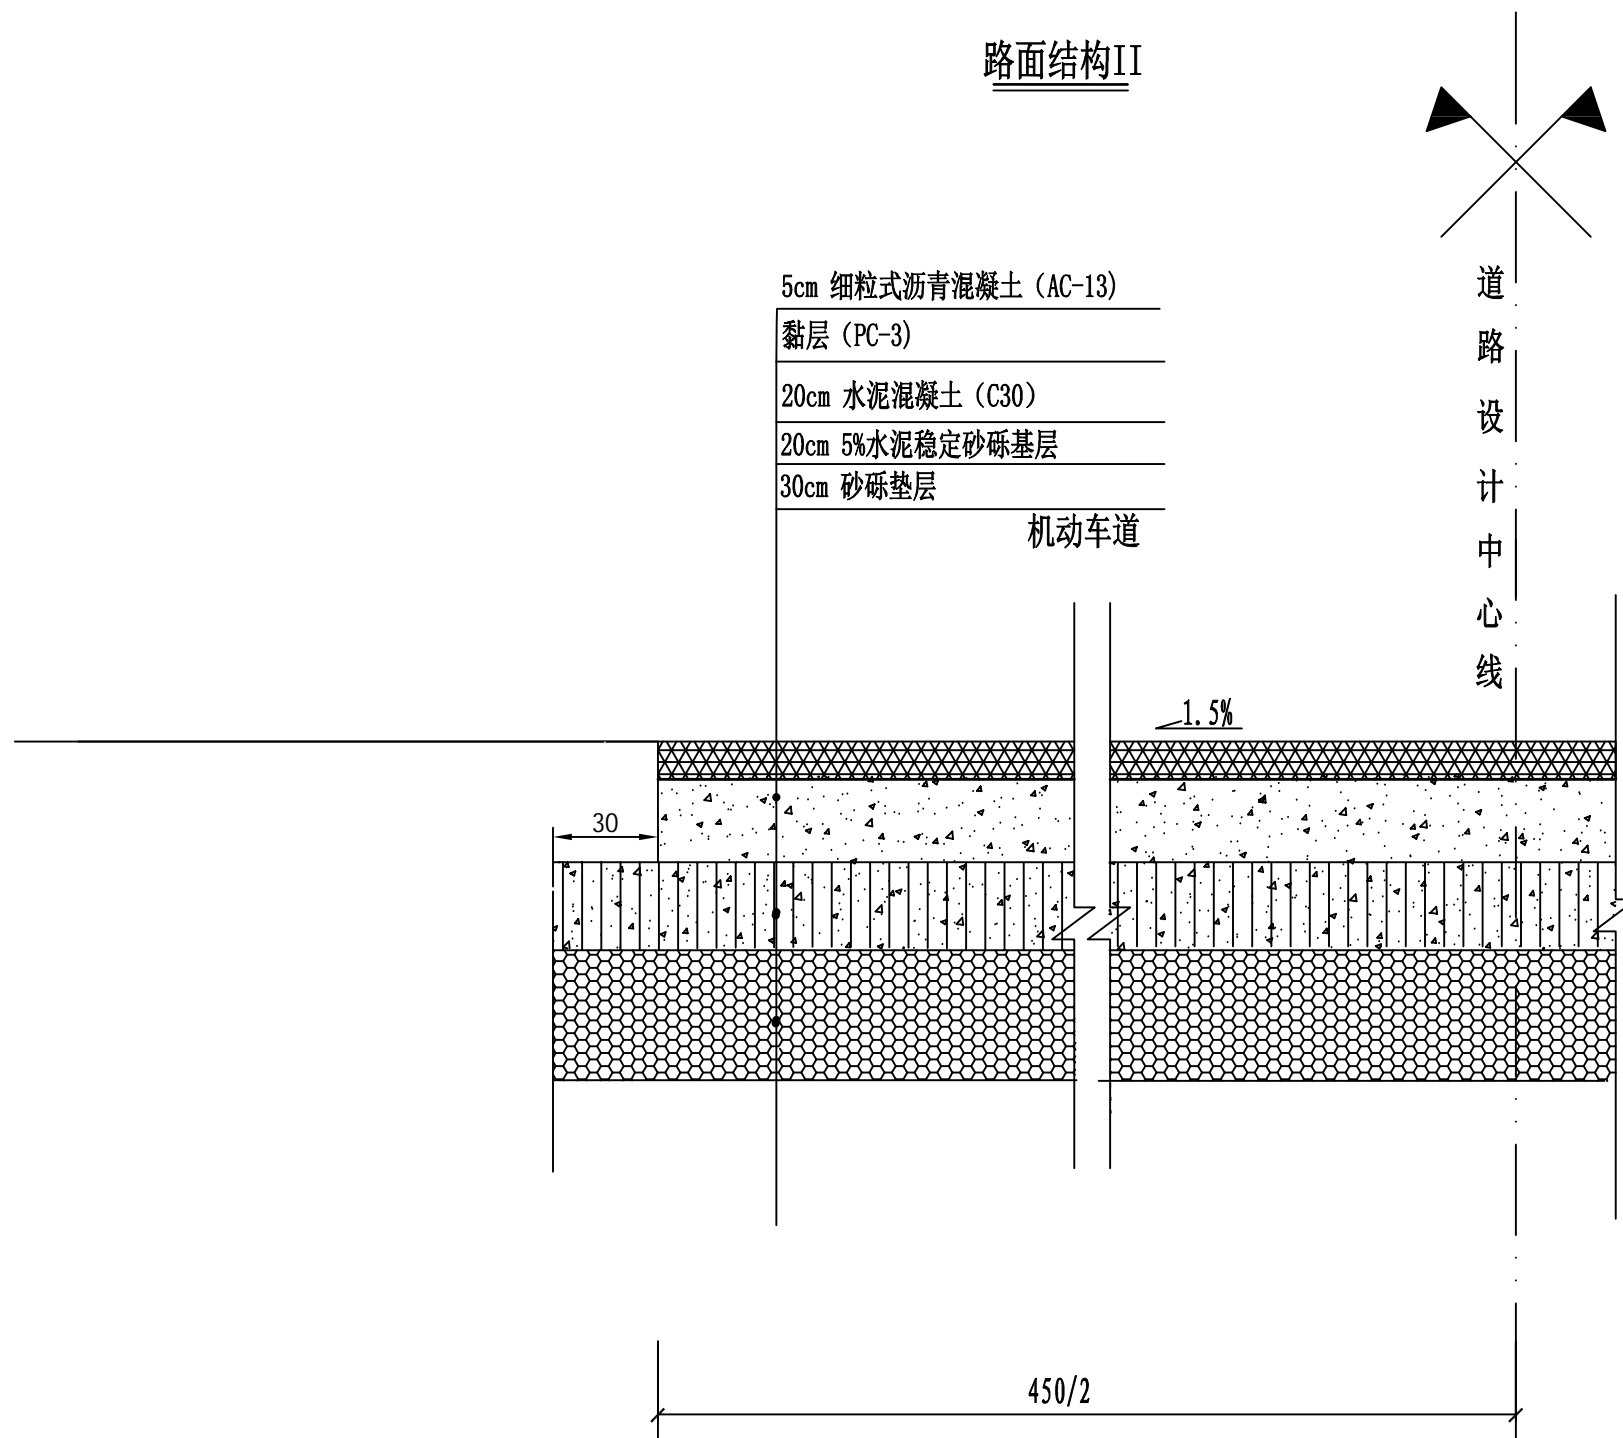 路面结构II
5cm 细粒式沥青混凝土（AC-13）
黏层（PC-3）
20cm 水泥混凝土（C30）
20cm 5%水泥稳定砂砾基层
30cm 砂砾垫层
机动车道
道路设计中心线
1.5%
30
450/2